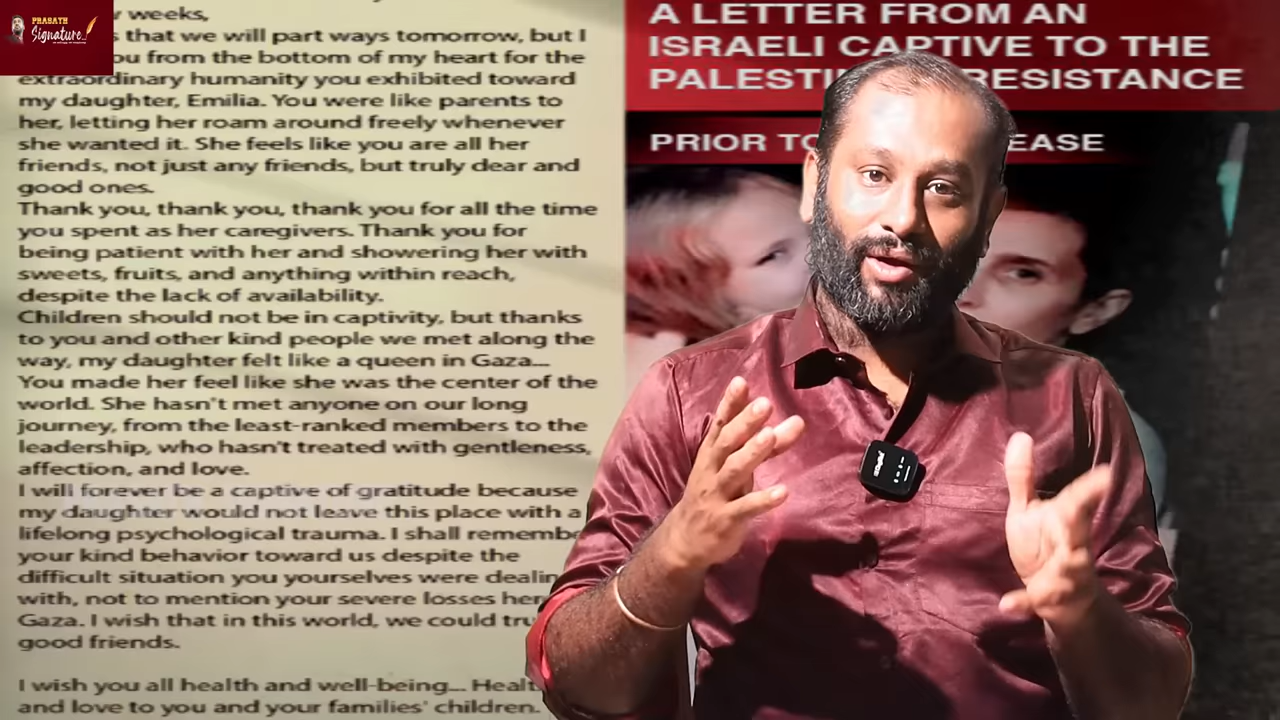 PRASATH
Signature..!
weeks,
that we will part ways tomorrow, but I
you from the bottom of my heart for the
extraordinary humanity you exhibited toward
my daughter, Emilia. You were like parents to
her, letting her roam around freely whenever
she wanted it. She feels like you are all her
friends, not just any friends, but truly dear and
good ones.
Thank you, thank you, thank you for all the time
you spent as her caregivers. Thank you for
being patient with her and showering her with
sweets, fruits, and anything within reach,
despite the lack of availability.
Children should not be in captivity, but thanks
to you and other kind people we met along the
way, my daughter felt like a queen in Gaza...
You made her feel like she was the center of the
world. She hasn't met anyone on our long
journey, from the least-ranked members to the
leadership, who hasn't treated with gentleness,
affection, and love.
I will forever be a captive of gratitude because
my daughter would not leave this place with a
lifelong psychological trauma. I shall remembe
your kind behavior toward us despite the
difficult situation you yourselves were dealin
with, not to mention your severe losses her
Gaza. I wish that in this world, we could tru
good friends.
I wish you all health and well-being... Healt
and love to you and your families' children.
A LETTER FROM AN
ISRAELI CAPTIVE TO THE
PALESTI RESISTANCE
PRIOR TO EASE